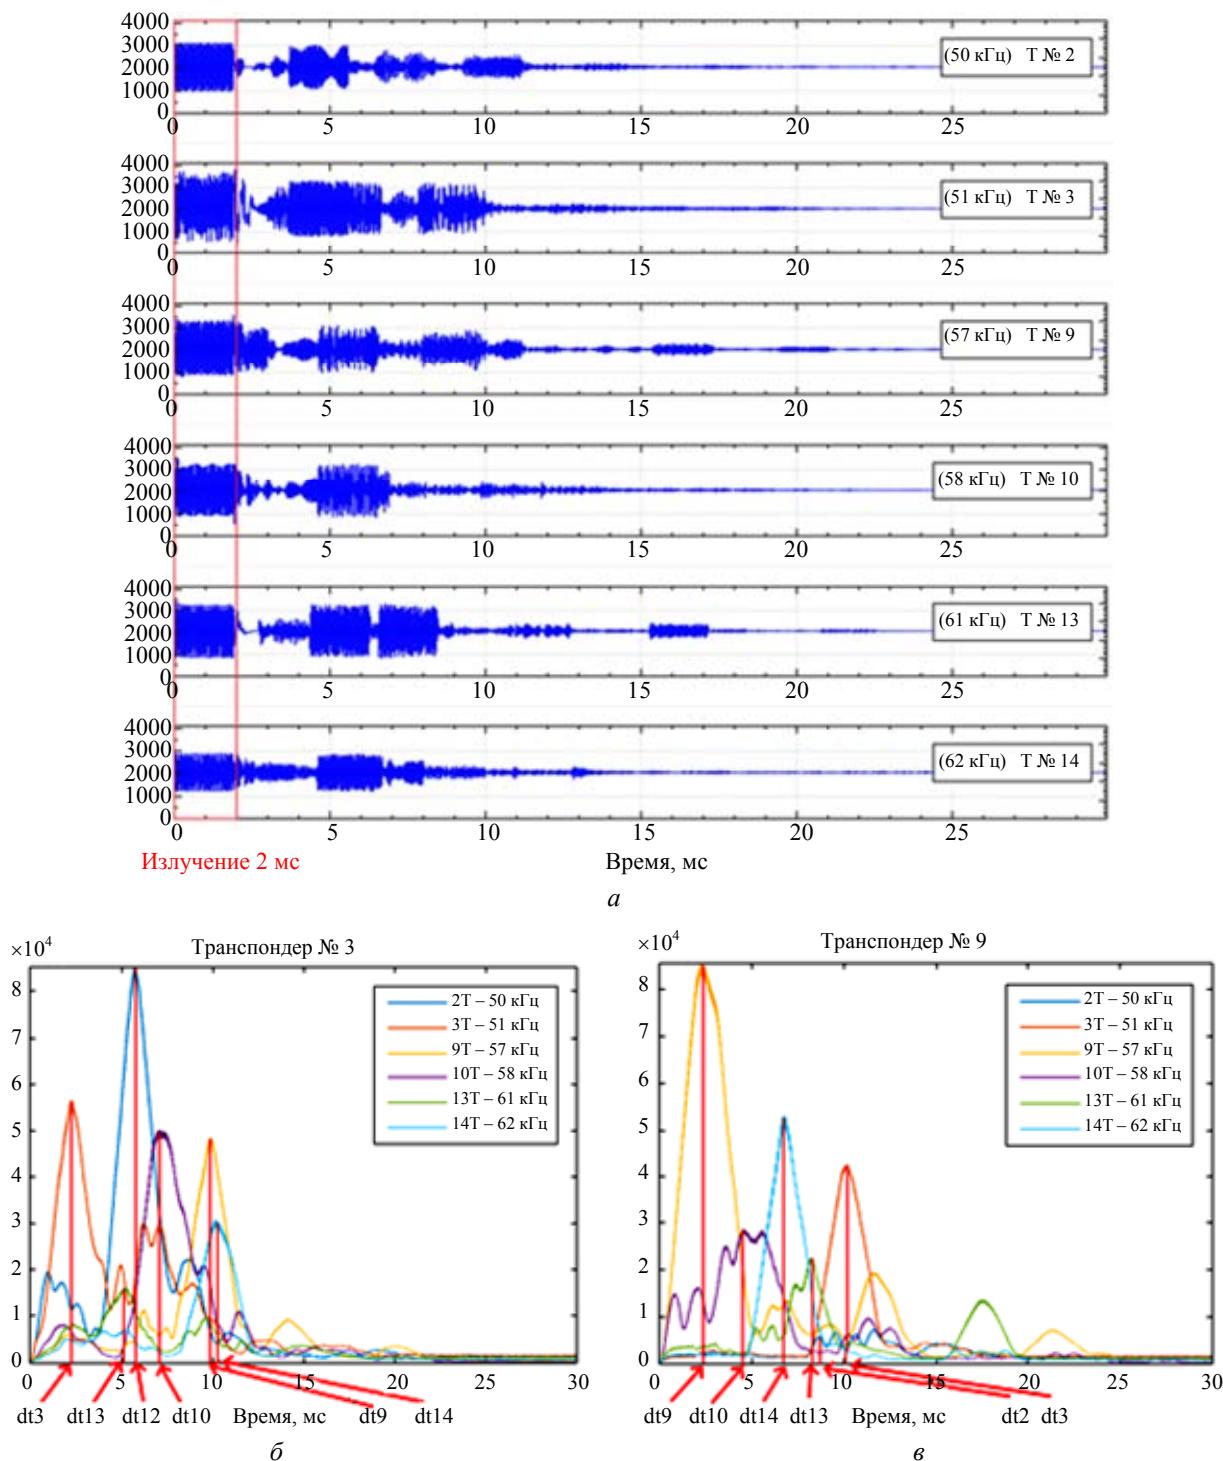 4000
3000
2000
1000
0
(50 кГц) Т № 2
0 5 10 15 20 25
4000
3000
2000
1000
0
(51 кГц) Т № 3
0 5 10 15 20 25
4000
3000
2000
1000
0
(57 кГц) Т № 9
0 5 10 15 20 25
4000
3000
2000
1000
0
(58 кГц) Т № 10
0 5 10 15 20 25
4000
3000
2000
1000
0
(61 кГц) Т № 13
0 5 10 15 20 25
4000
3000
2000
1000
0
(62 кГц) Т № 14
0 5 10 15 20 25
Излучение 2 мс Время, мс
а
×10⁴ Транспондер № 3
8
7
6
5
4
3
2
1
0
2Т – 50 кГц
3Т – 51 кГц
9Т – 57 кГц
10Т – 58 кГц
13Т – 61 кГц
14Т – 62 кГц
0 5 10 15 20 25 30
dt3 dt13 dt12 dt10 Время, мс dt9 dt14
б
×10⁴ Транспондер № 9
8
7
6
5
4
3
2
1
0
2Т – 50 кГц
3Т – 51 кГц
9Т – 57 кГц
10Т – 58 кГц
13Т – 61 кГц
14Т – 62 кГц
0 5 10 15 20 25 30
dt9 dt10 dt14 dt13 Время, мс dt2 dt3
в